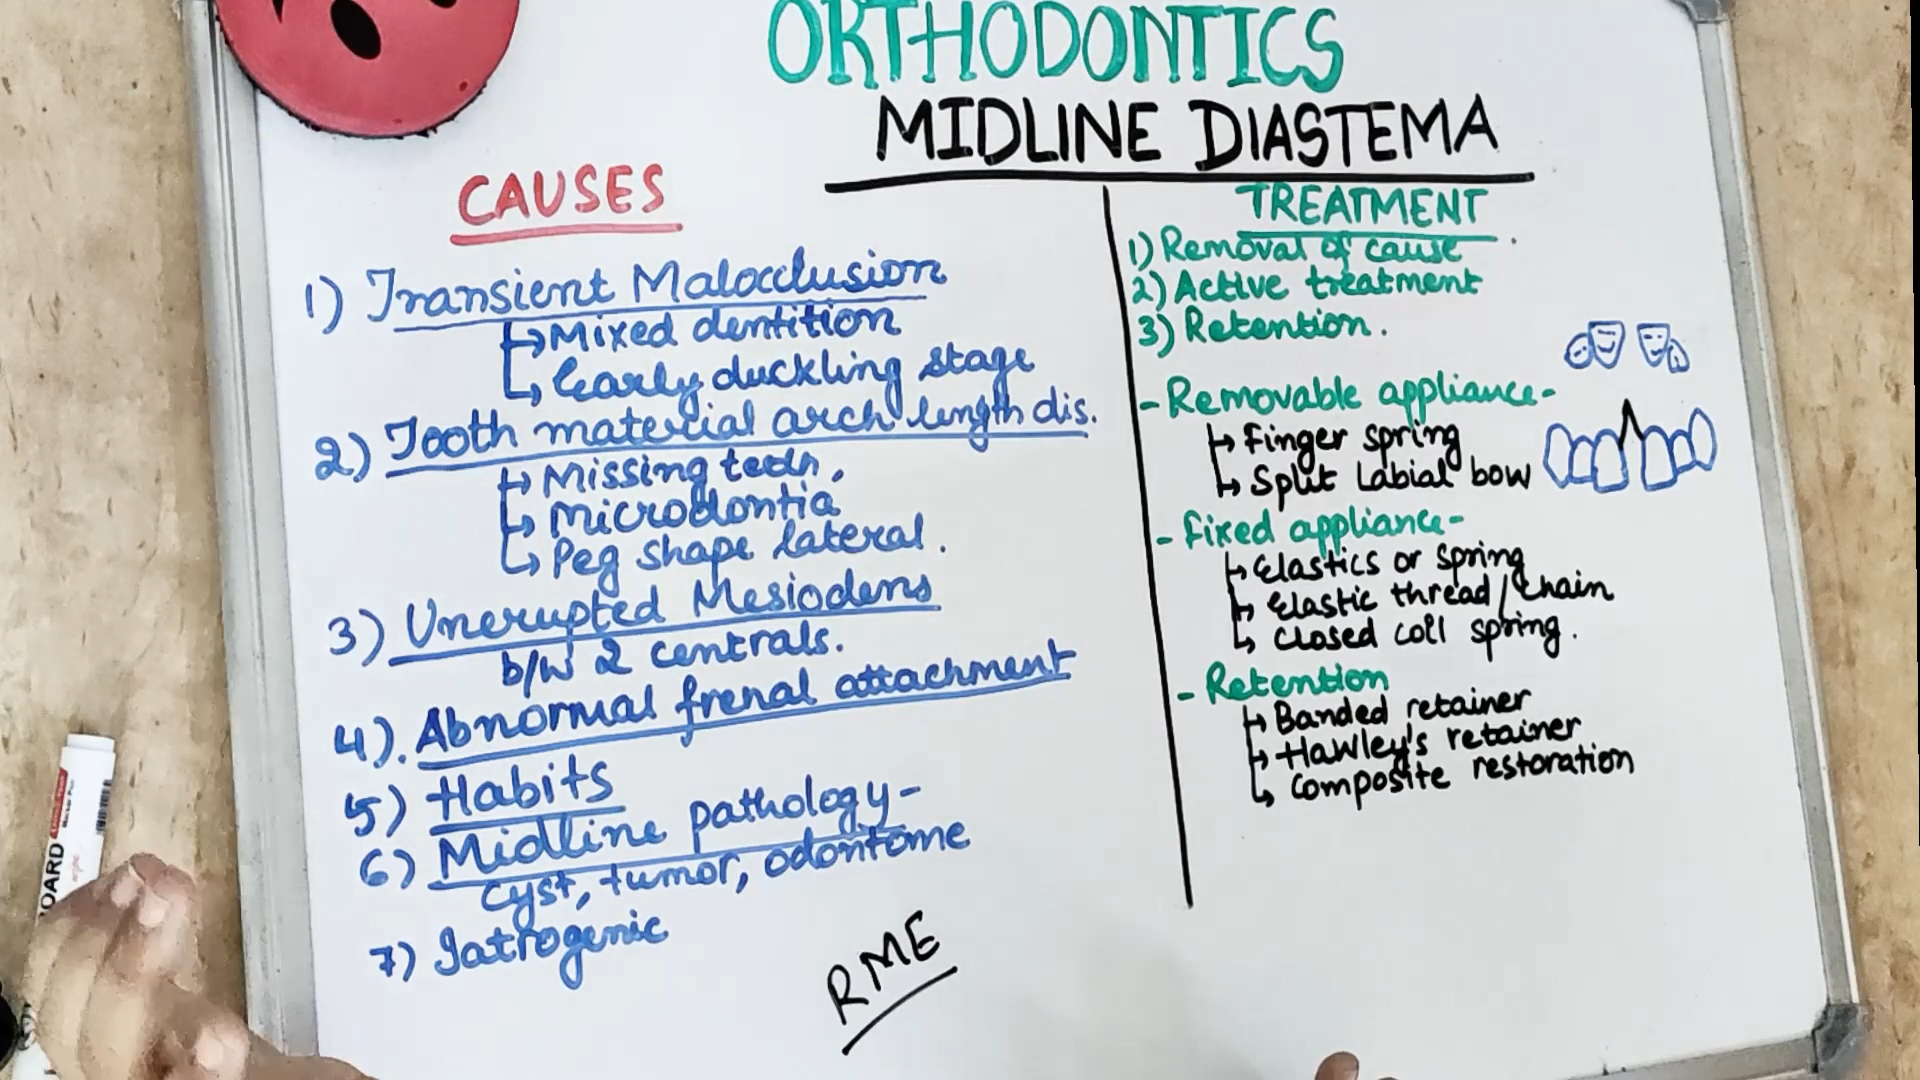 ORTHODONTICS
MIDLINE DIASTEMA
CAUSES
1) Transient Malocclusion
Mixed dentition
Early duckling stage
2) Tooth material arch length dis.
Missing teeth,
Microdontia
Peg shape lateral.
3) Unerupted Mesiodens
b/w 2 centrals.
4). Abnormal frenal attachment
5) Habits
6) Midline pathology-
cyst, tumor, odontome
7) Iatrogenic
RME
TREATMENT
1) Removal of cause
2) Active treatment
3) Retention.
- Removable appliance-
Finger spring
Split Labial bow
- Fixed appliance-
Elastics or spring
Elastic thread/chain
Closed coil spring.
- Retention
Banded retainer
Hawley's retainer
Composite restoration
OARD